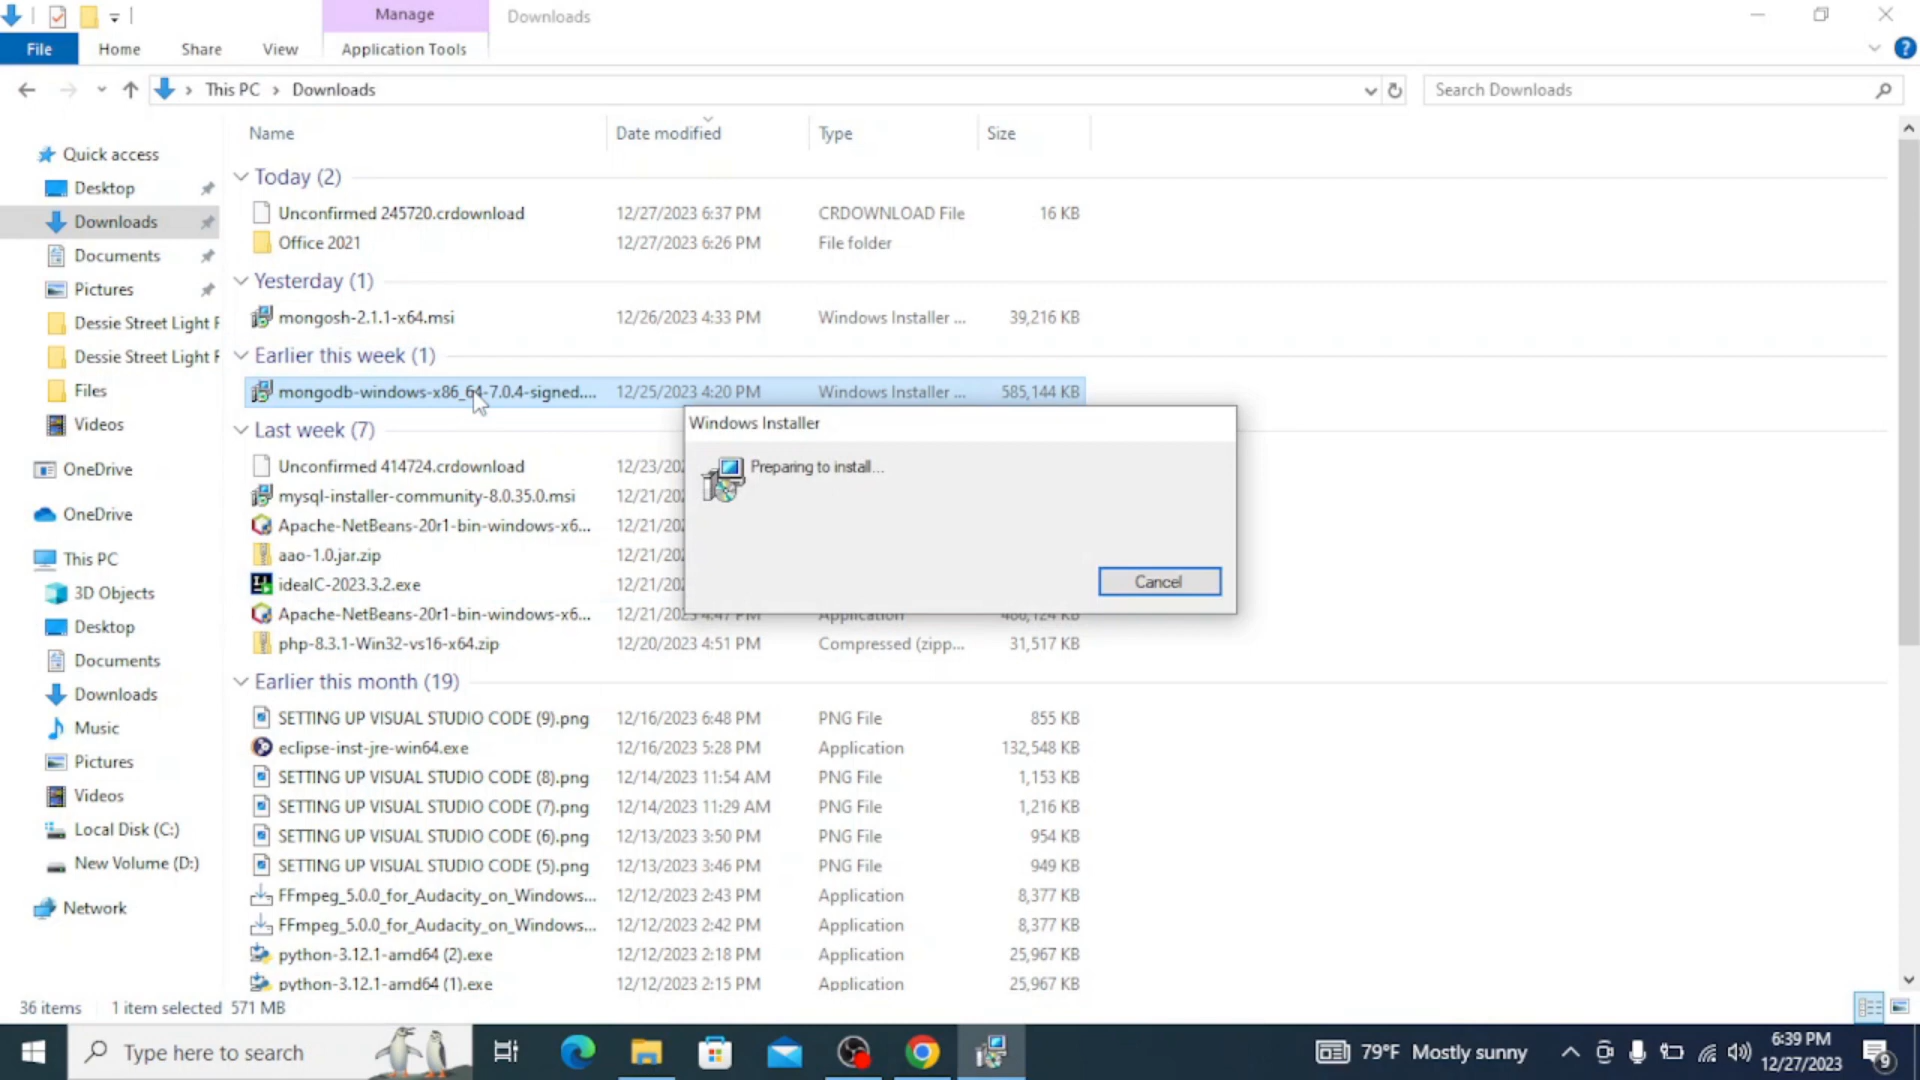 Manage
Downloads
File
Home
Share
View
Application Tools
This PC
Downloads
Search Downloads
Name
Date modified
Type
Size
Quick access
Desktop
Downloads
Documents
Pictures
Dessie Street Light F
Dessie Street Light F
Files
Videos
OneDrive
OneDrive
This PC
3D Objects
Desktop
Documents
Downloads
Music
Pictures
Videos
Local Disk (C:)
New Volume (D:)
Network
Today (2)
Unconfirmed 245720.crdownload 12/27/2023 6:37 PM CRDOWNLOAD File 16 KB
Office 2021 12/27/2023 6:26 PM File folder
Yesterday (1)
mongosh-2.1.1-x64.msi 12/26/2023 4:33 PM Windows Installer ... 39,216 KB
Earlier this week (1)
mongodb-windows-x86_64-7.0.4-signed.... 12/25/2023 4:20 PM Windows Installer ... 585,144 KB
Last week (7)
Unconfirmed 414724.crdownload 12/23/202
mysql-installer-community-8.0.35.0.msi 12/21/202
Apache-NetBeans-20r1-bin-windows-x6... 12/21/202
aao-1.0.jar.zip 12/21/202
idealC-2023.3.2.exe 12/21/202
Apache-NetBeans-20r1-bin-windows-x6... 12/21/2023 4:47 PM Application 480,124 KB
php-8.3.1-Win32-vs16-x64.zip 12/20/2023 4:51 PM Compressed (zipp... 31,517 KB
Earlier this month (19)
SETTING UP VISUAL STUDIO CODE (9).png 12/16/2023 6:48 PM PNG File 855 KB
eclipse-inst-jre-win64.exe 12/16/2023 5:28 PM Application 132,548 KB
SETTING UP VISUAL STUDIO CODE (8).png 12/14/2023 11:54 AM PNG File 1,153 KB
SETTING UP VISUAL STUDIO CODE (7).png 12/14/2023 11:29 AM PNG File 1,216 KB
SETTING UP VISUAL STUDIO CODE (6).png 12/13/2023 3:50 PM PNG File 954 KB
SETTING UP VISUAL STUDIO CODE (5).png 12/13/2023 3:46 PM PNG File 949 KB
FFmpeg_5.0.0_for_Audacity_on_Windows... 12/12/2023 2:43 PM Application 8,377 KB
FFmpeg_5.0.0_for_Audacity_on_Windows... 12/12/2023 2:42 PM Application 8,377 KB
python-3.12.1-amd64 (2).exe 12/12/2023 2:18 PM Application 25,967 KB
python-3.12.1-amd64 (1).exe 12/12/2023 2:15 PM Application 25,967 KB
Windows Installer
Preparing to install...
Cancel
36 items 1 item selected 571 MB
Type here to search
79°F Mostly sunny
6:39 PM
12/27/2023
9